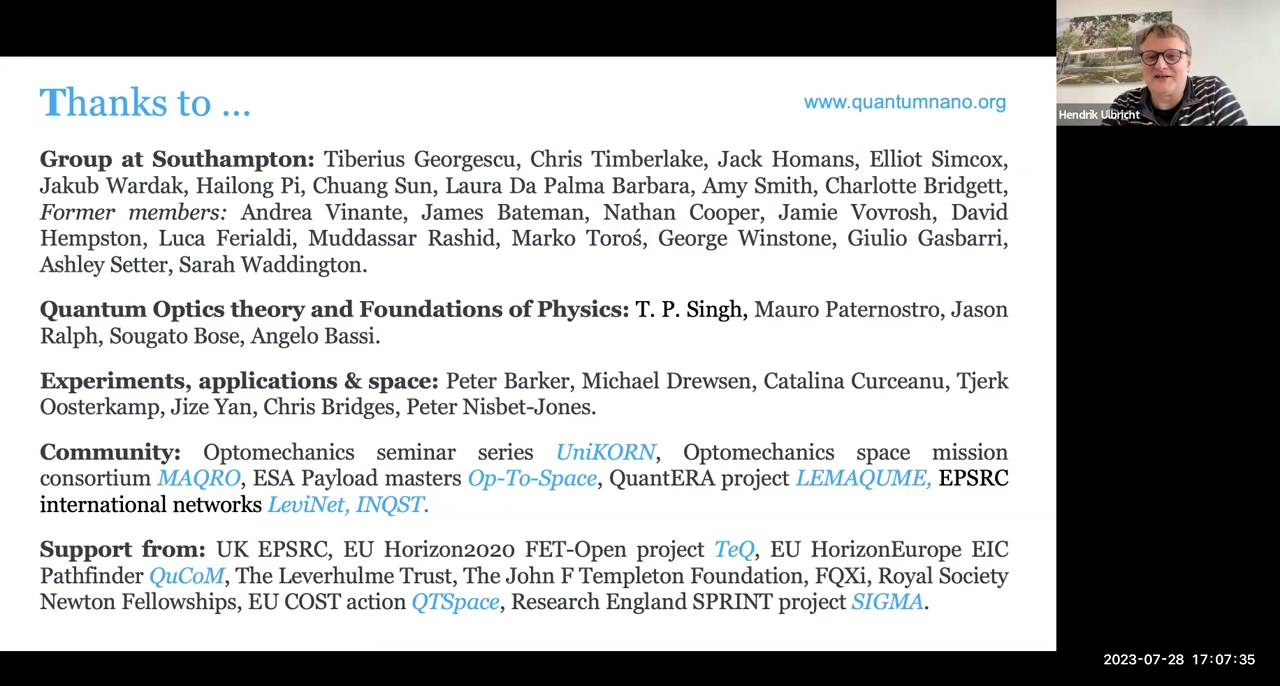 Thanks to ...
www.quantumnano.org
Hendrik Ulbricht
Group at Southampton: Tiberius Georgescu, Chris Timberlake, Jack Homans, Elliot Simcox,
Jakub Wardak, Hailong Pi, Chuang Sun, Laura Da Palma Barbara, Amy Smith, Charlotte Bridgett,
Former members: Andrea Vinante, James Bateman, Nathan Cooper, Jamie Vovrosh, David
Hempston, Luca Ferialdi, Muddassar Rashid, Marko Toroś, George Winstone, Giulio Gasbarri,
Ashley Setter, Sarah Waddington.
Quantum Optics theory and Foundations of Physics: T. P. Singh, Mauro Paternostro, Jason
Ralph, Sougato Bose, Angelo Bassi.
Experiments, applications & space: Peter Barker, Michael Drewsen, Catalina Curceanu, Tjerk
Oosterkamp, Jize Yan, Chris Bridges, Peter Nisbet-Jones.
Community: Optomechanics seminar series UniKORN, Optomechanics space mission
consortium MAQRO, ESA Payload masters Op-To-Space, QuantERA project LEMAQUME, EPSRC
international networks LeviNet, INQST.
Support from: UK EPSRC, EU Horizon2020 FET-Open project TeQ, EU HorizonEurope EIC
Pathfinder QuCoM, The Leverhulme Trust, The John F Templeton Foundation, FQXi, Royal Society
Newton Fellowships, EU COST action QTSpace, Research England SPRINT project SIGMA.
2023-07-28 17:07:35